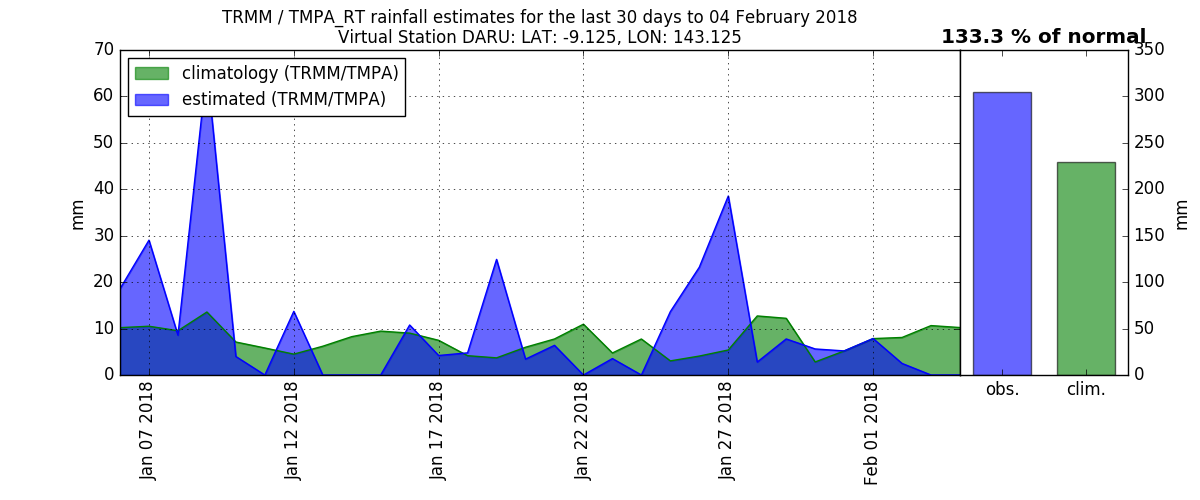 TRMM / TMPA_RT rainfall estimates for the last 30 days to 04 February 2018
Virtual Station DARU: LAT: -9.125, LON: 143.125
133.3 % of normal
climatology (TRMM/TMPA)
estimated (TRMM/TMPA)
70
60
50
40
30
20
10
0
mm
Jan 07 2018
Jan 12 2018
Jan 17 2018
Jan 22 2018
Jan 27 2018
Feb 01 2018
350
300
250
200
150
100
50
0
mm
obs.
clim.